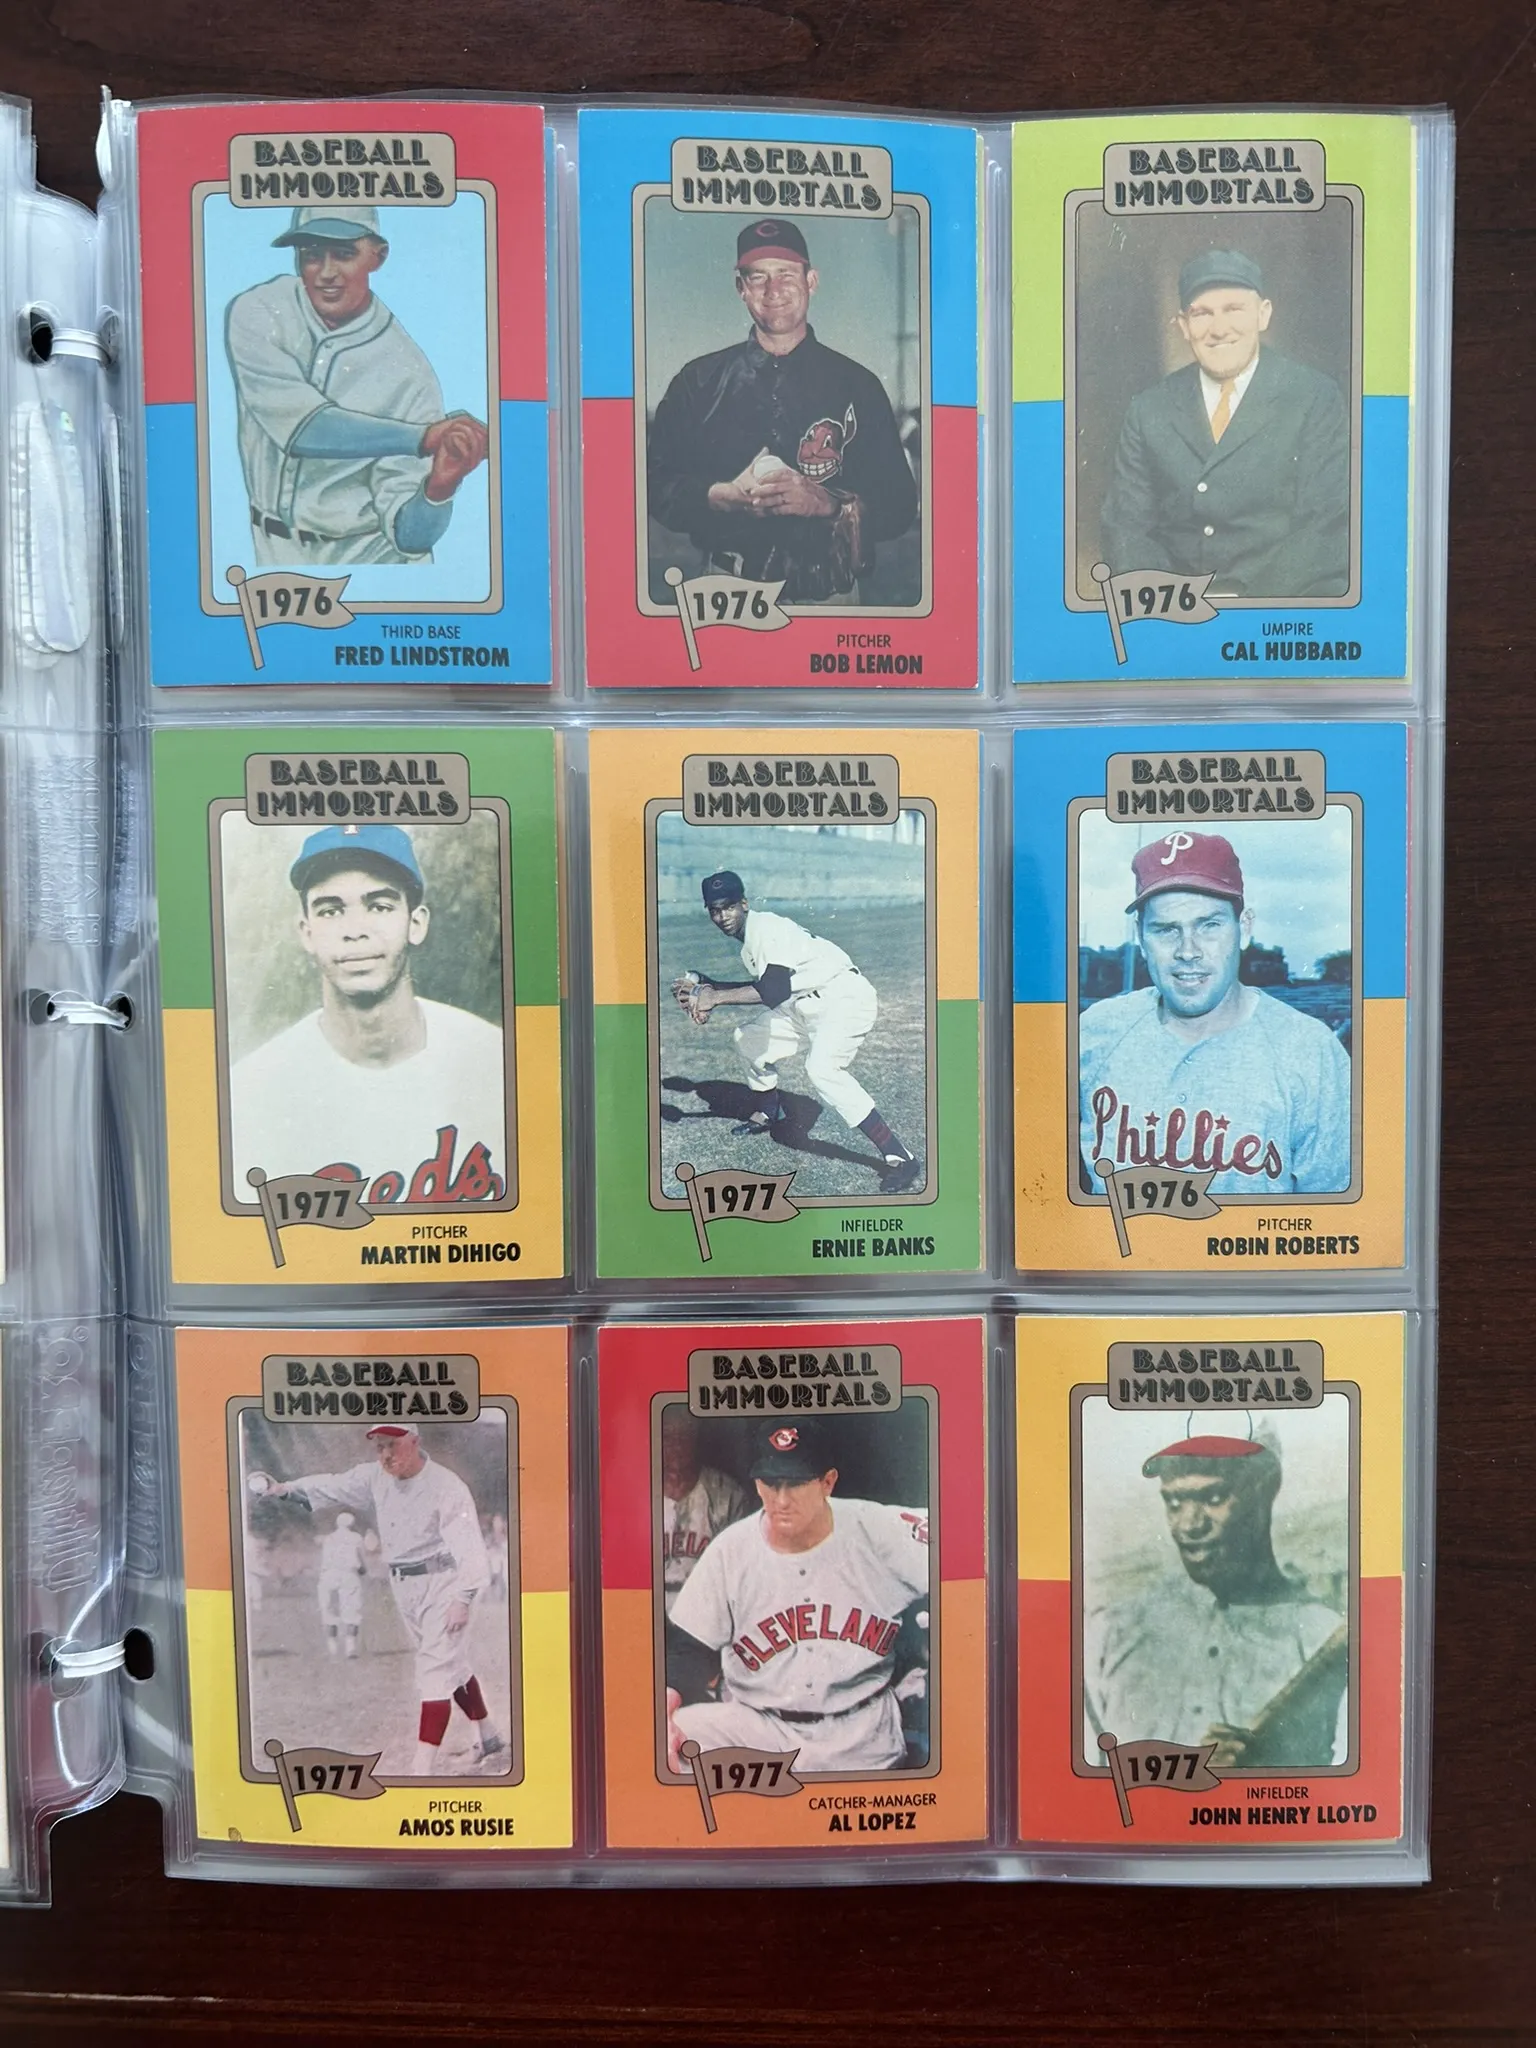 BASEBALL
IMMORTALS
1976
THIRD BASE
FRED LINDSTROM
BASEBALL
IMMORTALS
1976
PITCHER
BOB LEMON
BASEBALL
IMMORTALS
1976
UMPIRE
CAL HUBBARD
BASEBALL
IMMORTALS
eds
1977
PITCHER
MARTIN DIHIGO
BASEBALL
IMMORTALS
1977
INFIELDER
ERNIE BANKS
BASEBALL
IMMORTALS
P
Phillies
1976
PITCHER
ROBIN ROBERTS
BASEBALL
IMMORTALS
1977
PITCHER
AMOS RUSIE
BASEBALL
IMMORTALS
C
CLEVELAND
1977
CATCHER-MANAGER
AL LOPEZ
BASEBALL
IMMORTALS
1977
INFIELDER
JOHN HENRY LLOYD